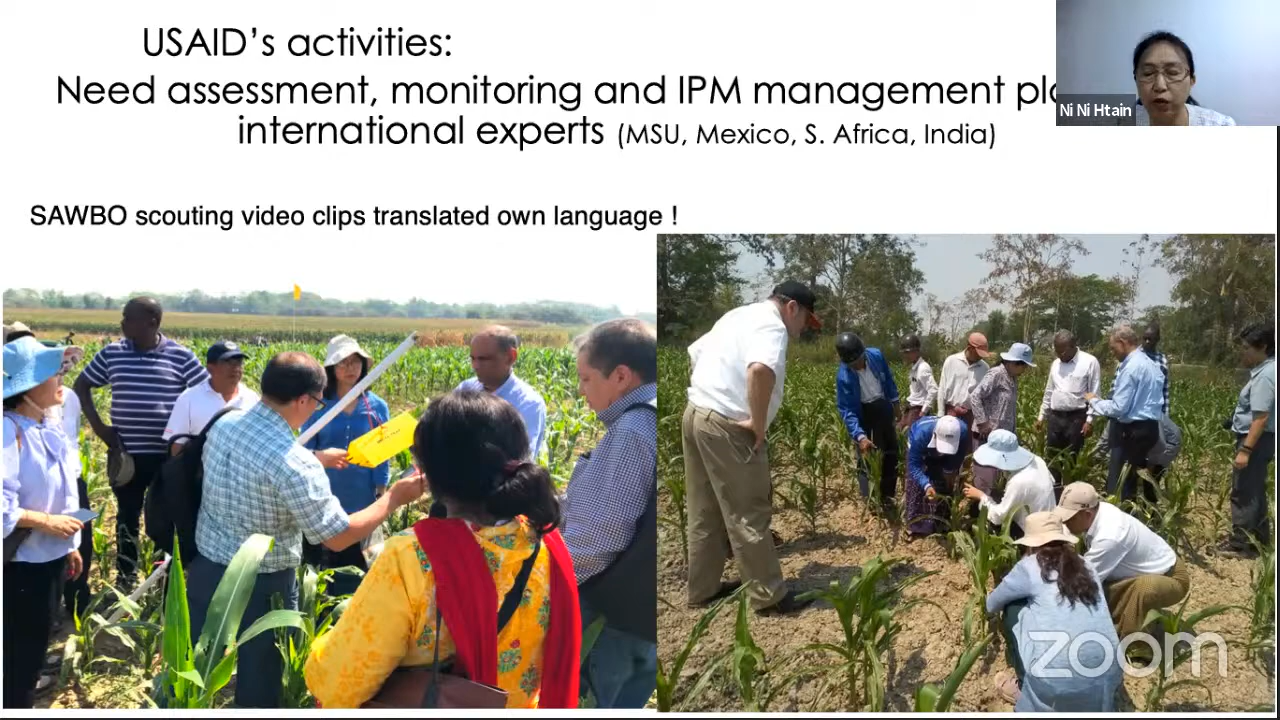 USAID's activities:
Need assessment, monitoring and IPM management
international experts (MSU, Mexico, S. Africa, India)
Ni Ni Htain
SAWBO scouting video clips translated own language !
zoom